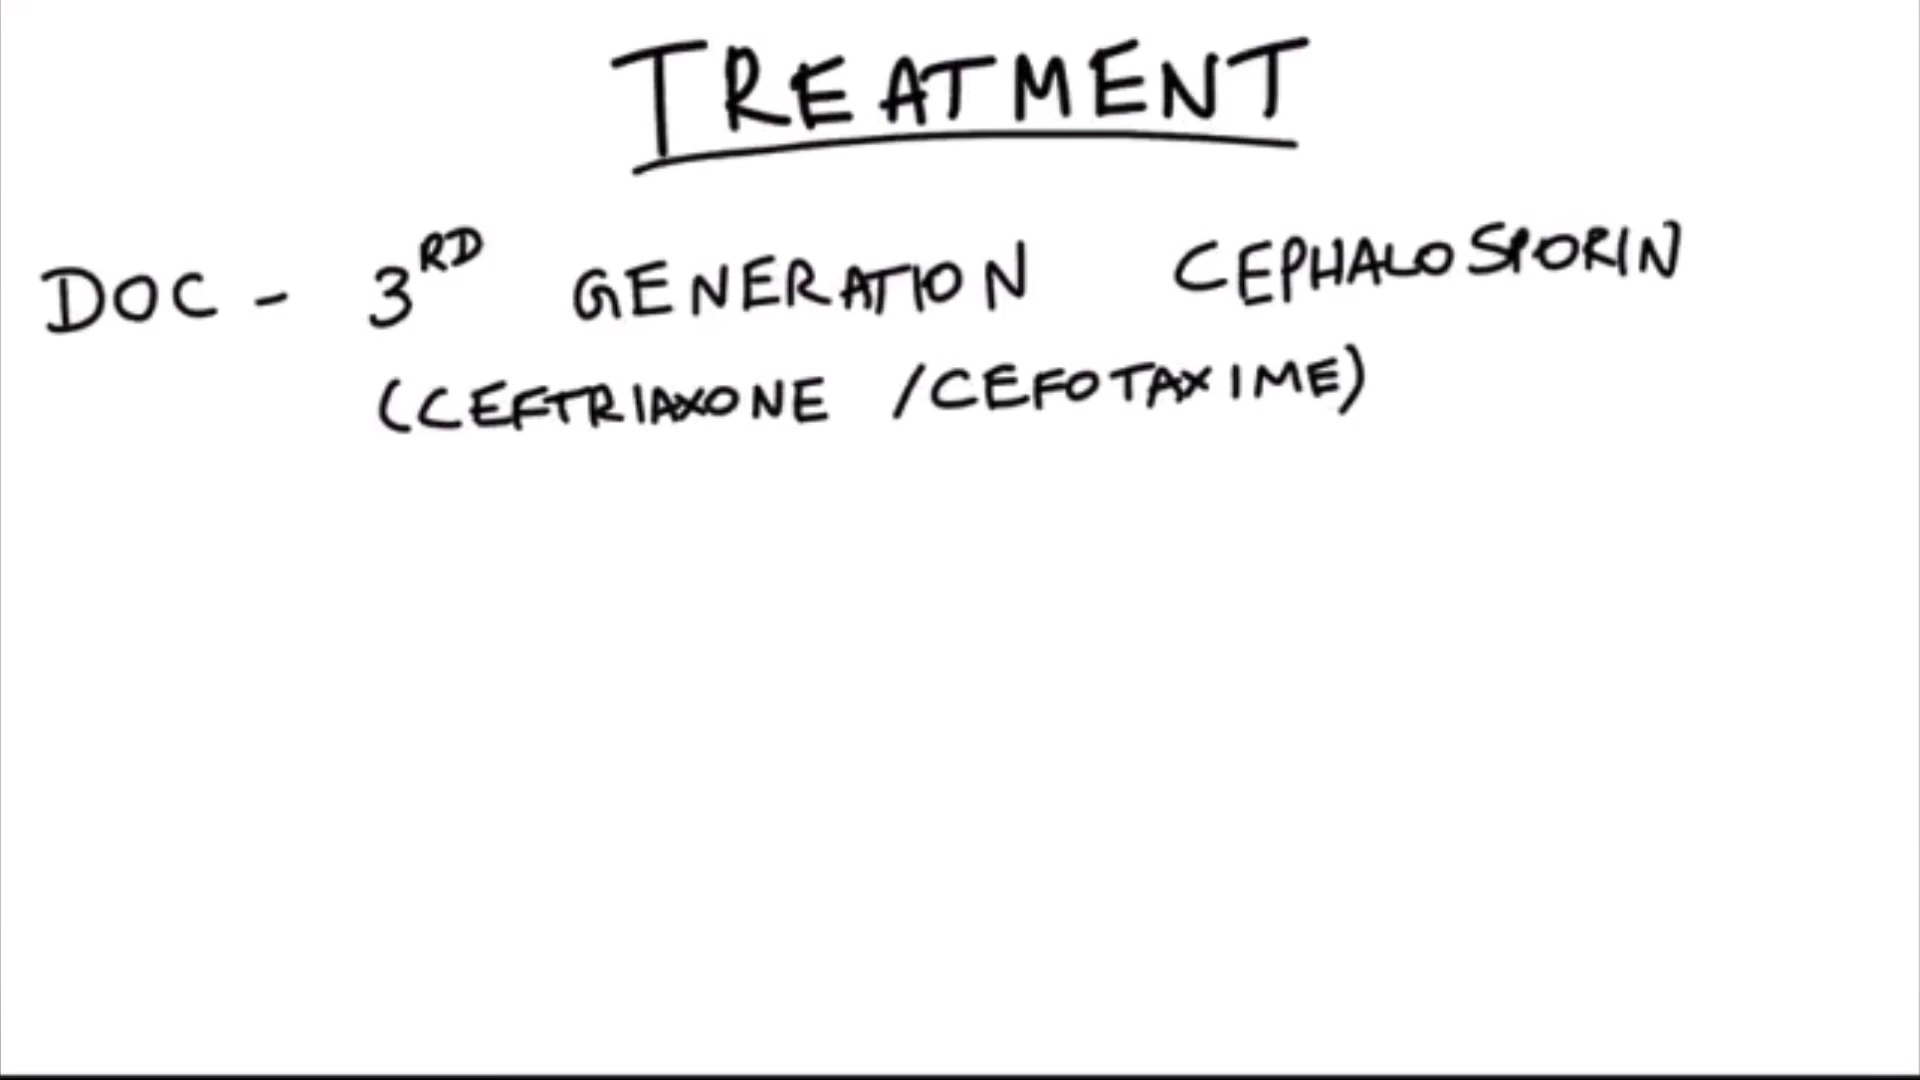 TREATMENT
DOC - 3RD GENERATION CEPHALOSPORIN
(CEFTRIAXONE /CEFOTAXIME)